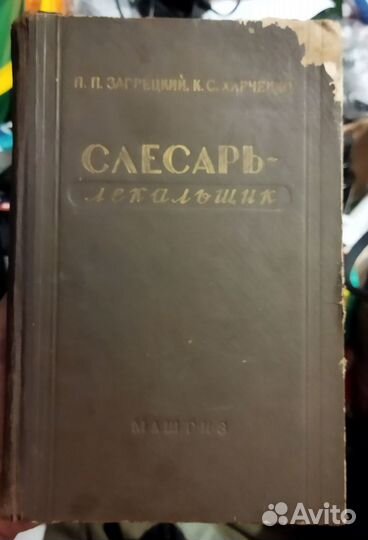 П. П. ЗАГРЕЦКИЙ, К. С. ХАРЧЕНКО
СЛЕСАРЬ-
лекальщик
МАШГИЗ
Avito